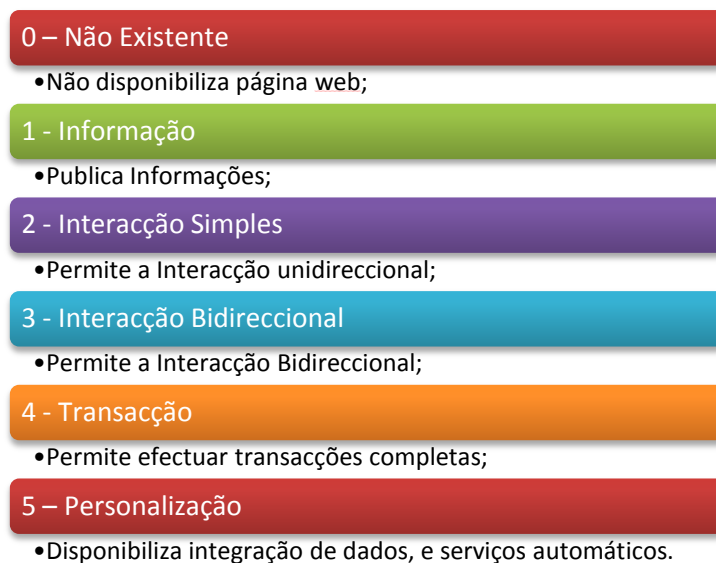 0 – Não Existente
•Não disponibiliza página web;
1 - Informação
•Publica Informações;
2 - Interacção Simples
•Permite a Interacção unidireccional;
3 - Interacção Bidireccional
•Permite a Interacção Bidireccional;
4 - Transacção
•Permite efectuar transacções completas;
5 – Personalização
•Disponibiliza integração de dados, e serviços automáticos.